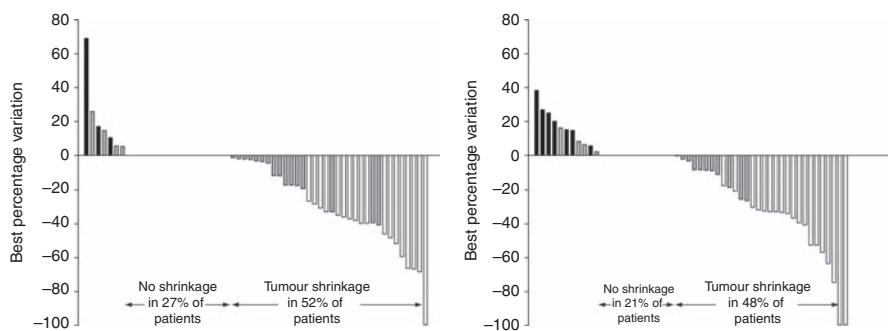 Best percentage variation
80
60
40
20
0
−20
−40
−60
−80
−100
No shrinkage
in 27% of
patients
Tumour shrinkage
in 52% of
patients
Best percentage variation
80
60
40
20
0
−20
−40
−60
−80
−100
No shrinkage
in 21% of
patients
Tumour shrinkage
in 48% of
patients